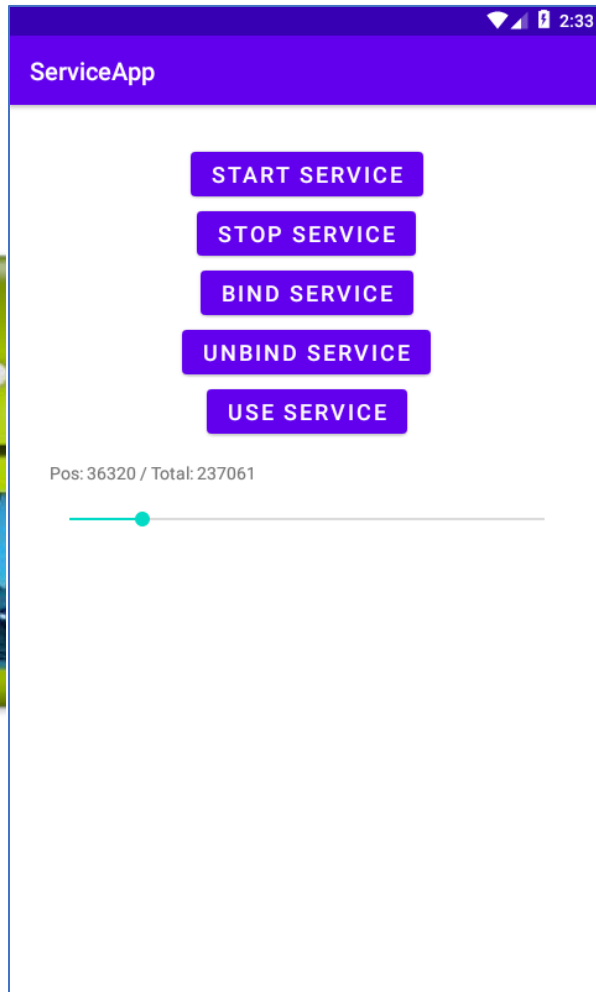 2:33
ServiceApp
START SERVICE
STOP SERVICE
BIND SERVICE
UNBIND SERVICE
USE SERVICE
Pos: 36320 / Total: 237061